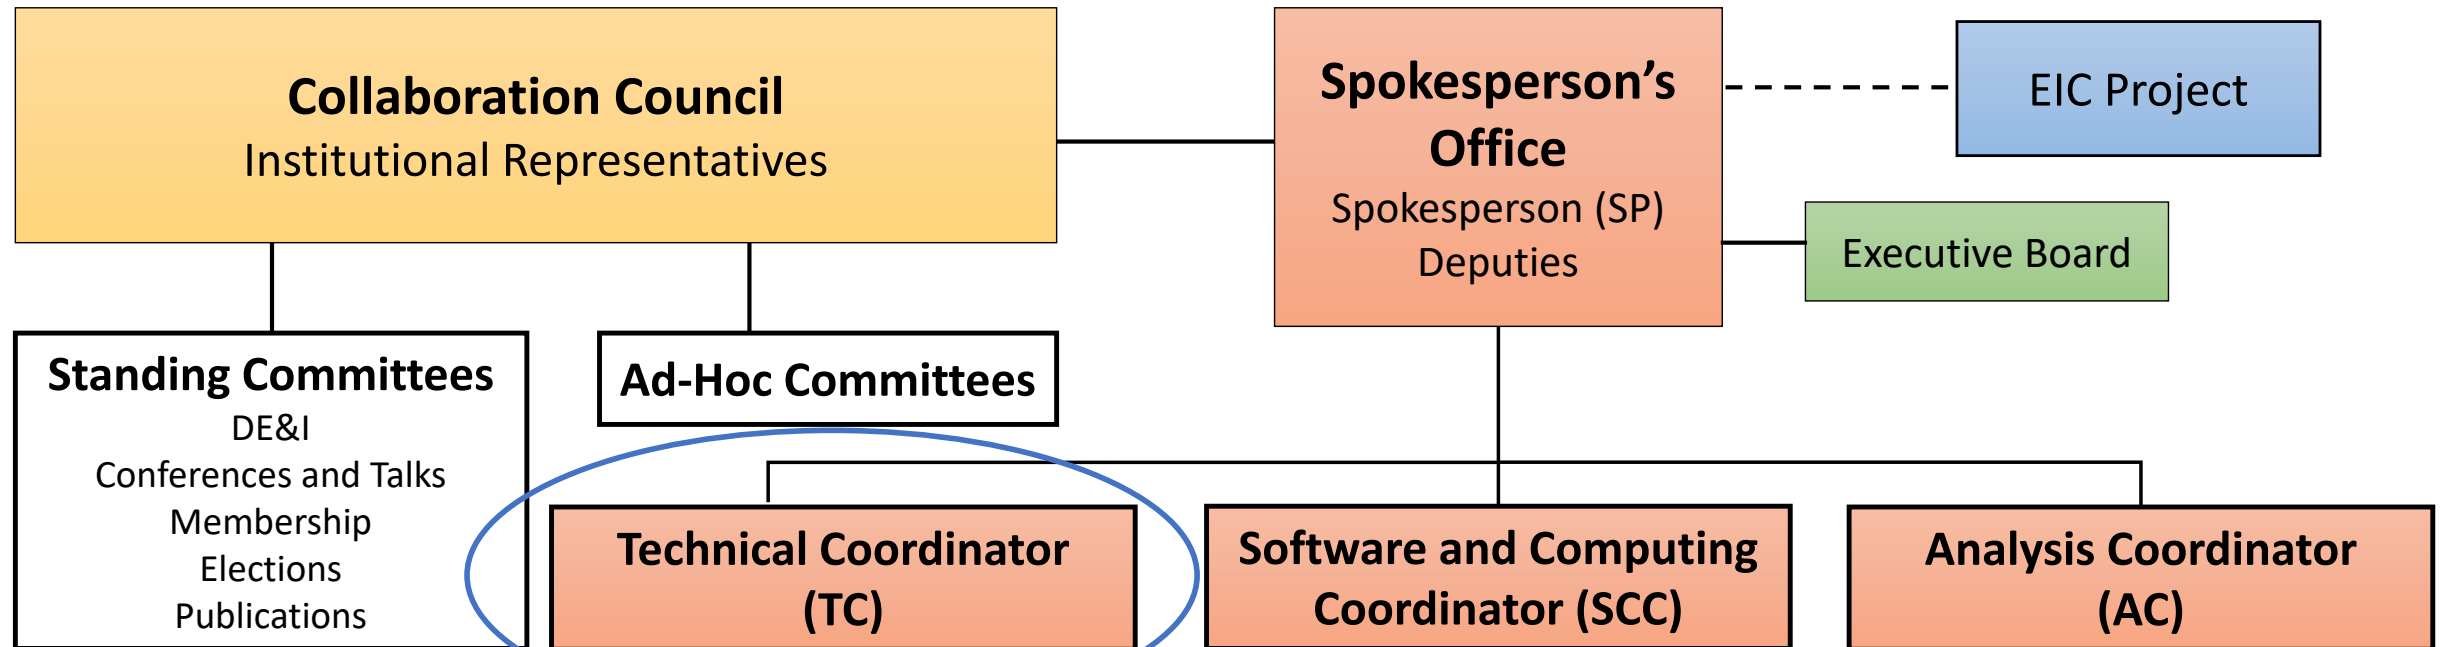 Collaboration Council
Institutional Representatives
Spokesperson’s
Office
Spokesperson (SP)
Deputies
EIC Project
Executive Board
Standing Committees
DE&I
Conferences and Talks
Membership
Elections
Publications
Ad-Hoc Committees
Technical Coordinator
(TC)
Software and Computing
Coordinator (SCC)
Analysis Coordinator
(AC)